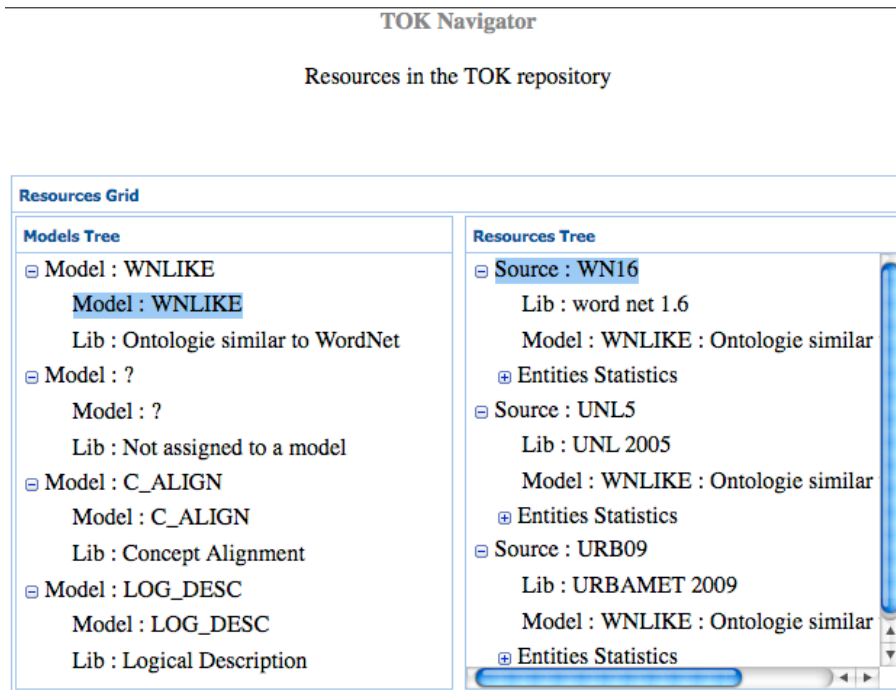 TOK Navigator
Resources in the TOK repository
Resources Grid
Models Tree
Model : WNLIKE
Model : WNLIKE
Lib : Ontologie similar to WordNet
Model : ?
Model : ?
Lib : Not assigned to a model
Model : C_ALIGN
Model : C_ALIGN
Lib : Concept Alignment
Model : LOG_DESC
Model : LOG_DESC
Lib : Logical Description
Resources Tree
Source : WN16
Lib : word net 1.6
Model : WNLIKE : Ontologie similar
Entities Statistics
Source : UNL5
Lib : UNL 2005
Model : WNLIKE : Ontologie similar
Entities Statistics
Source : URB09
Lib : URBAMET 2009
Model : WNLIKE : Ontologie similar
Entities Statistics